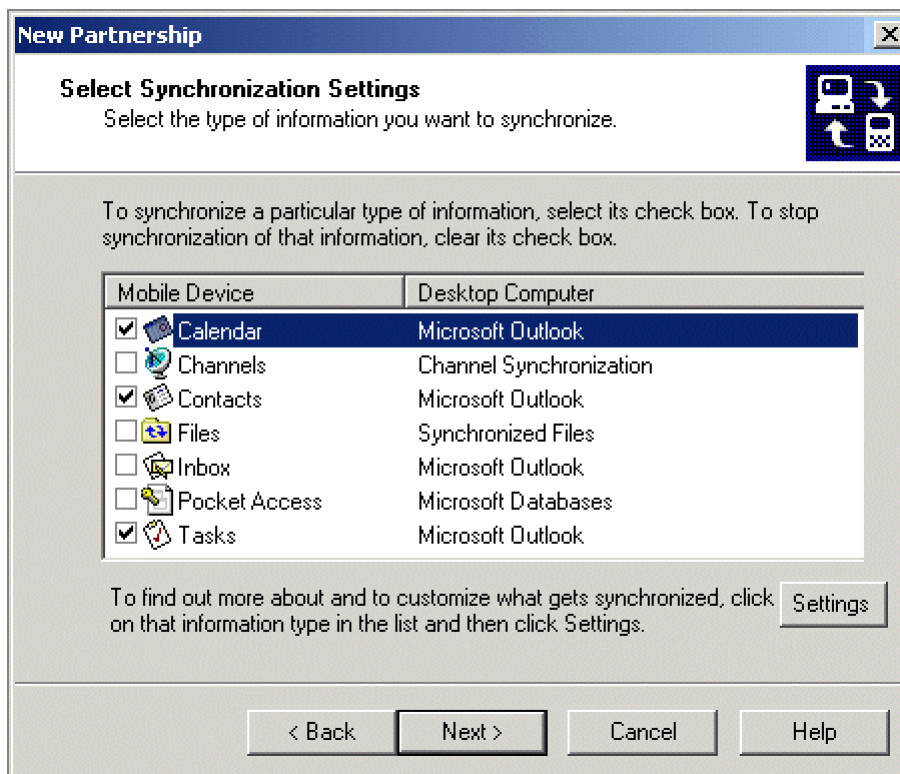 New Partnership
Select Synchronization Settings
Select the type of information you want to synchronize.
To synchronize a particular type of information, select its check box. To stop
synchronization of that information, clear its check box.
Mobile Device Desktop Computer
Calendar Microsoft Outlook
Channels Channel Synchronization
Contacts Microsoft Outlook
Files Synchronized Files
Inbox Microsoft Outlook
Pocket Access Microsoft Databases
Tasks Microsoft Outlook
To find out more about and to customize what gets synchronized, click
on that information type in the list and then click Settings.
Settings
< Back Next > Cancel Help